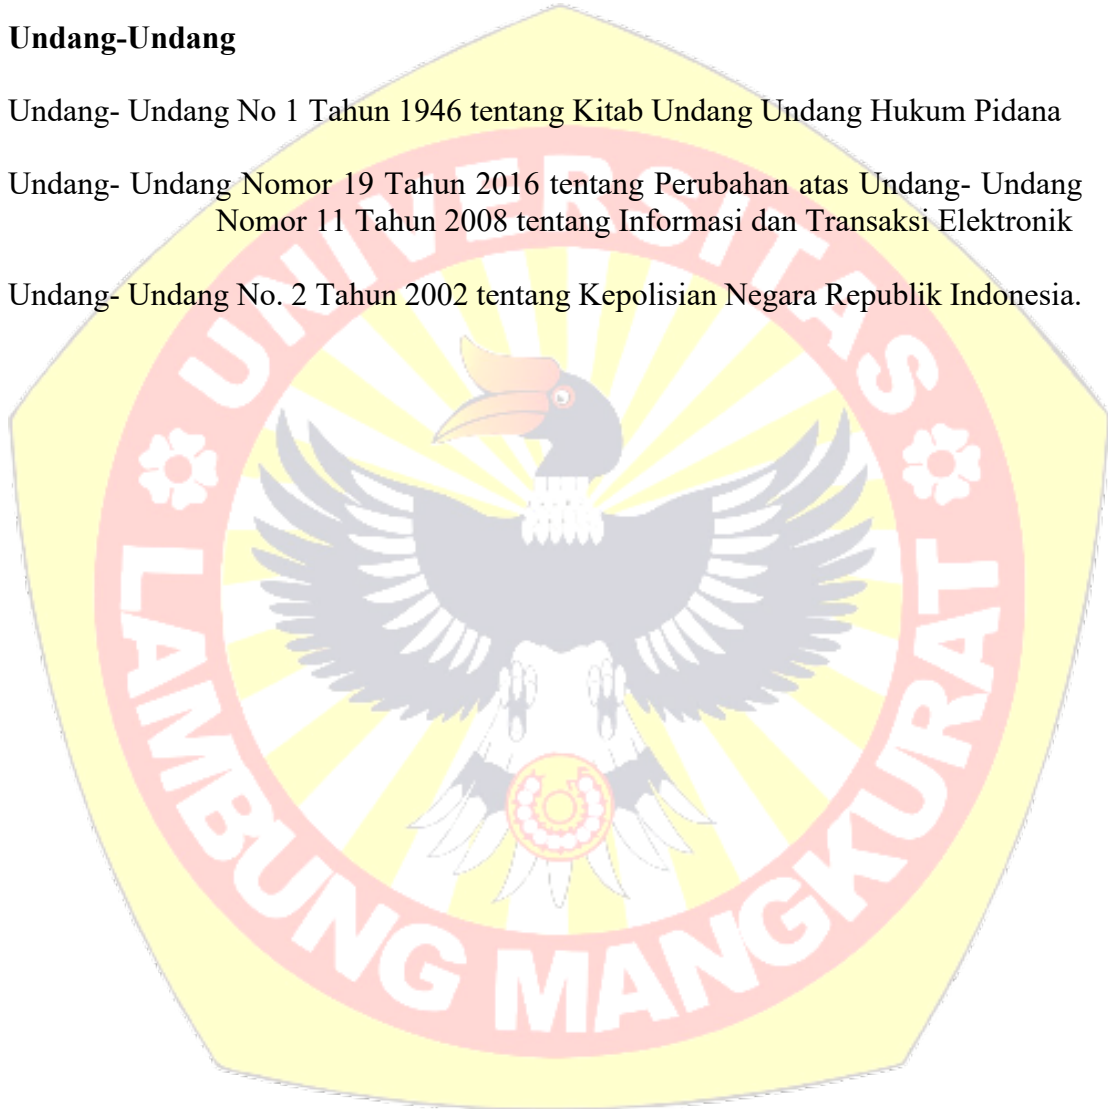 Undang-Undang
Undang- Undang No 1 Tahun 1946 tentang Kitab Undang Undang Hukum Pidana
Undang- Undang Nomor 19 Tahun 2016 tentang Perubahan atas Undang- Undang
Nomor 11 Tahun 2008 tentang Informasi dan Transaksi Elektronik
Undang- Undang No. 2 Tahun 2002 tentang Kepolisian Negara Republik Indonesia.
UNIVERSITAS
LAMBUNG MANGKURAT